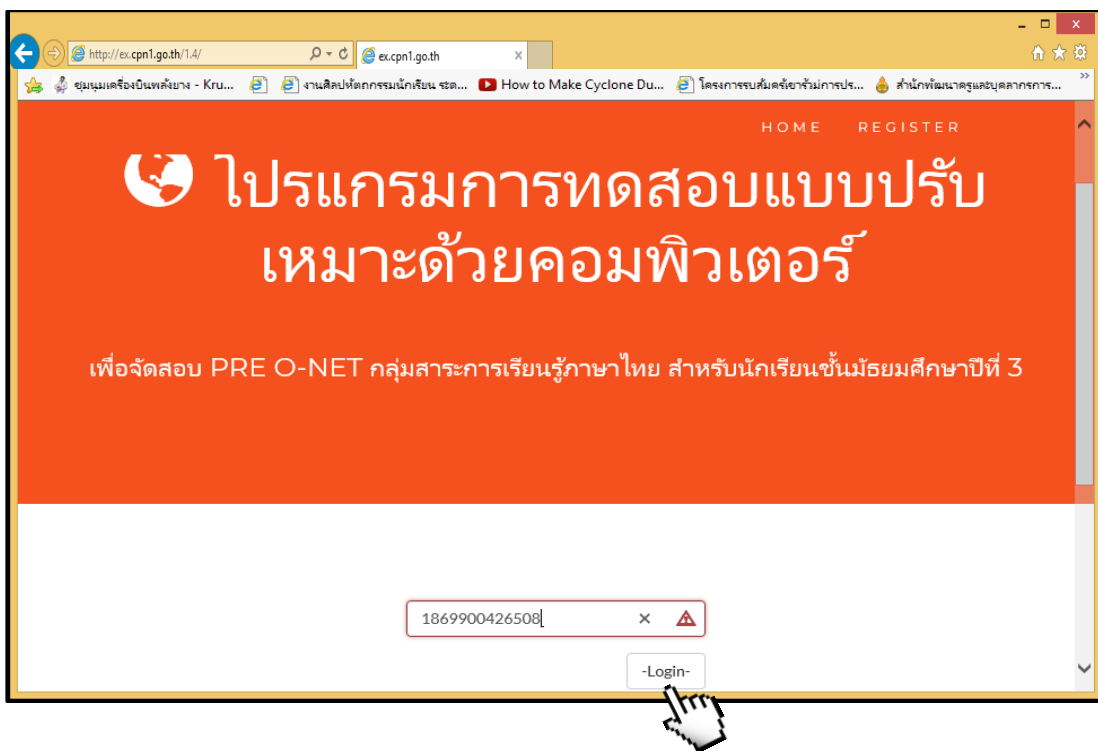 http://ex.cpn1.go.th/1.4/
ex.cpn1.go.th
ชุมนุมเครื่องบินพลังยาง - Kru...
งานศิลปหัตถกรรมนักเรียน ระด...
How to Make Cyclone Du...
โครงการรบสัมครัเขาร้วม่การปร...
สำนักพัฒนาครูและบุคลากรการ...
HOME
REGISTER
โปรแกรมการทดสอบแบบปรับ
เหมาะด้วยคอมพิวเตอร์
เพื่อจัดสอบ PRE O-NET กลุ่มสาระการเรียนรู้ภาษาไทย สำหรับนักเรียนชั้นมัธยมศึกษาปีที่ 3
1869900426508
-Login-